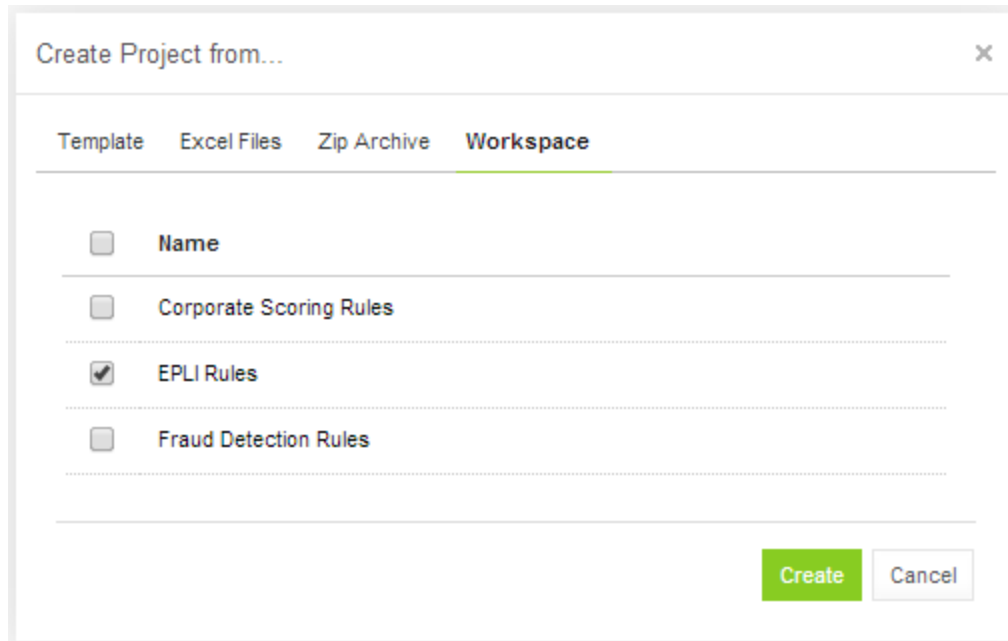 Create Project from...
Template Excel Files Zip Archive Workspace
Name
Corporate Scoring Rules
EPLI Rules
Fraud Detection Rules
Create Cancel